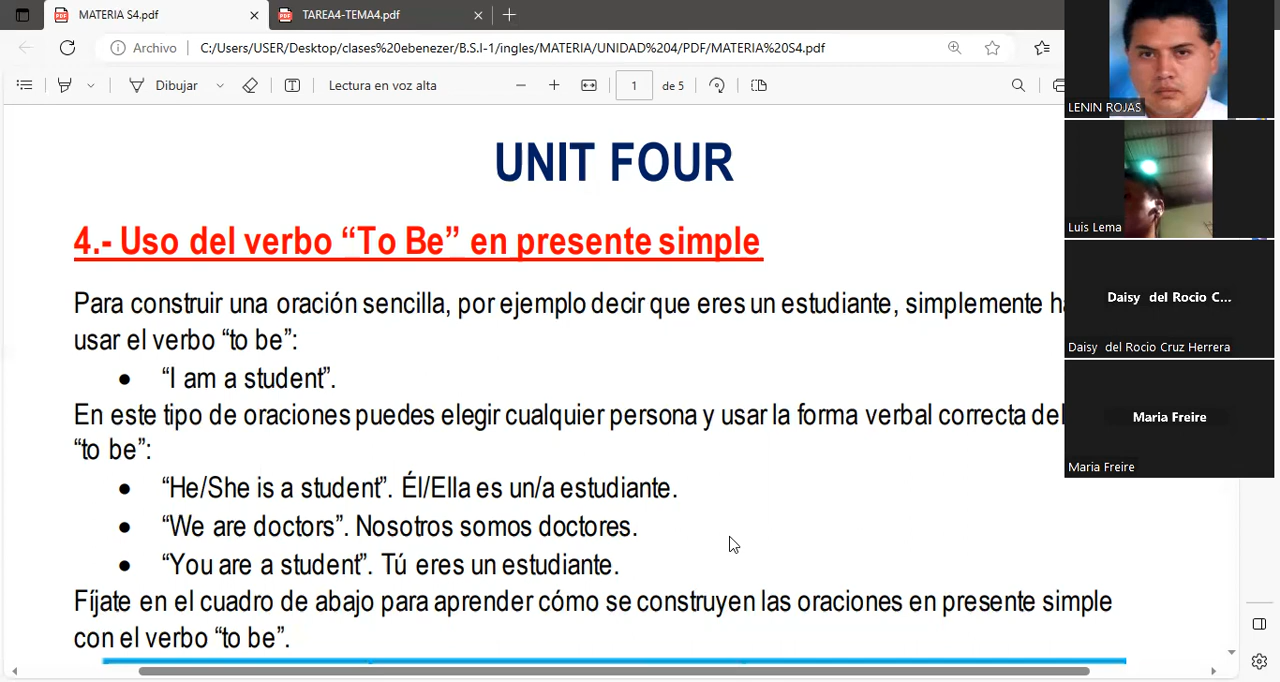 MATERIA S4.pdf
TAREA4-TEMA4.pdf
Archivo
C:/Users/USER/Desktop/clases%20ebenezer/B.S.I-1/ingles/MATERIA/UNIDAD%204/PDF/MATERIA%20S4.pdf
Dibujar
Lectura en voz alta
1
de 5
LENIN ROJAS
Luis Lema
Daisy del Rocio C...
Daisy del Rocio Cruz Herrera
Maria Freire
Maria Freire
UNIT FOUR
4.- Uso del verbo “To Be” en presente simple
Para construir una oración sencilla, por ejemplo decir que eres un estudiante, simplemente
usar el verbo “to be”:
• “I am a student”.
En este tipo de oraciones puedes elegir cualquier persona y usar la forma verbal correcta del
“to be”:
• “He/She is a student”. Él/Ella es un/a estudiante.
• “We are doctors”. Nosotros somos doctores.
• “You are a student”. Tú eres un estudiante.
Fíjate en el cuadro de abajo para aprender cómo se construyen las oraciones en presente simple
con el verbo “to be”.